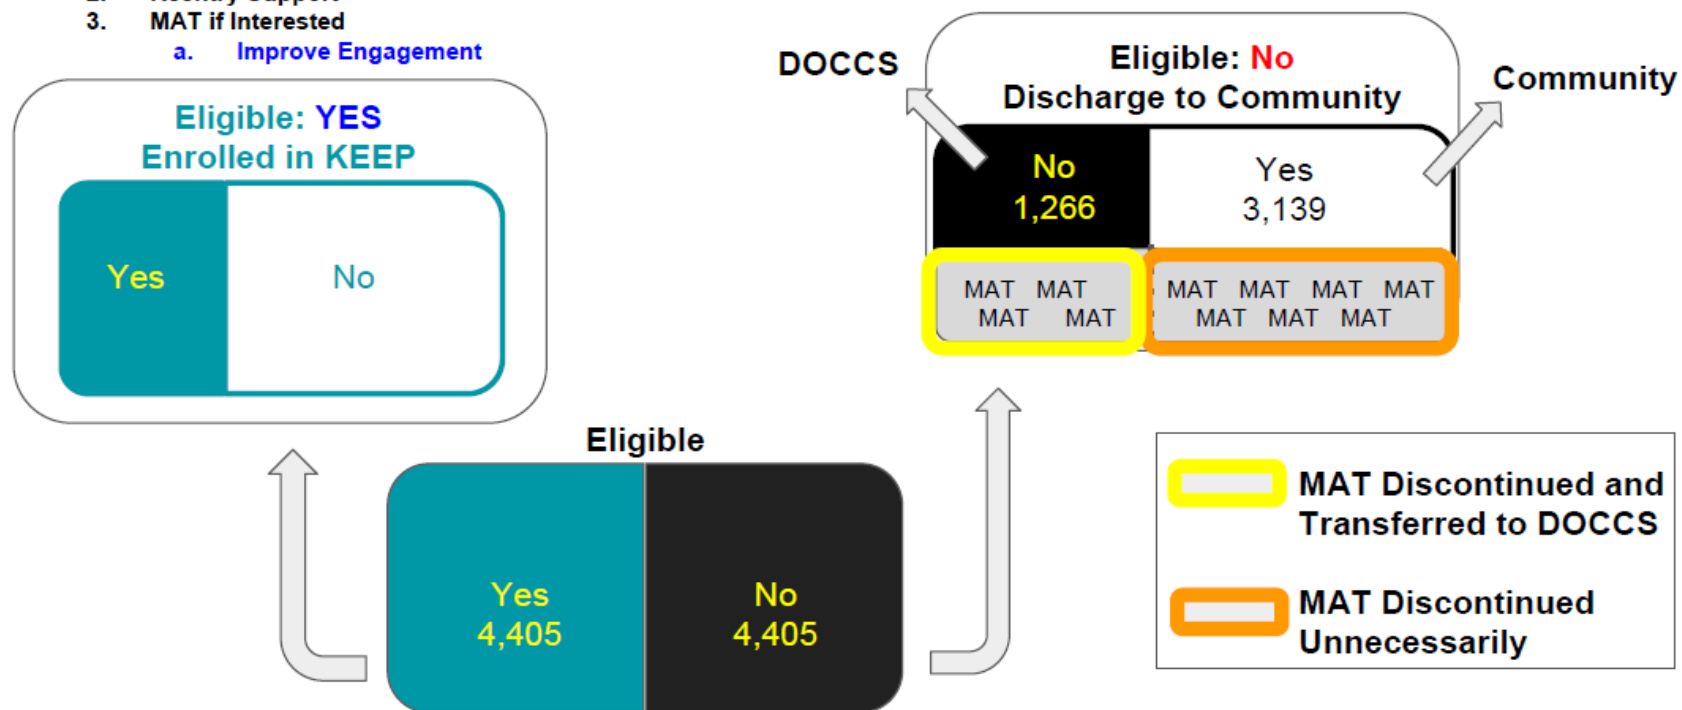 3. MAT if Interested
a. Improve Engagement
Eligible: YES
Enrolled in KEEP
Yes
No
DOCCS
Eligible: No
Discharge to Community
Community
No
1,266
Yes
3,139
MAT MAT
MAT MAT
MAT MAT MAT MAT
MAT MAT MAT
Eligible
Yes
4,405
No
4,405
MAT Discontinued and
Transferred to DOCCS
MAT Discontinued
Unnecessarily